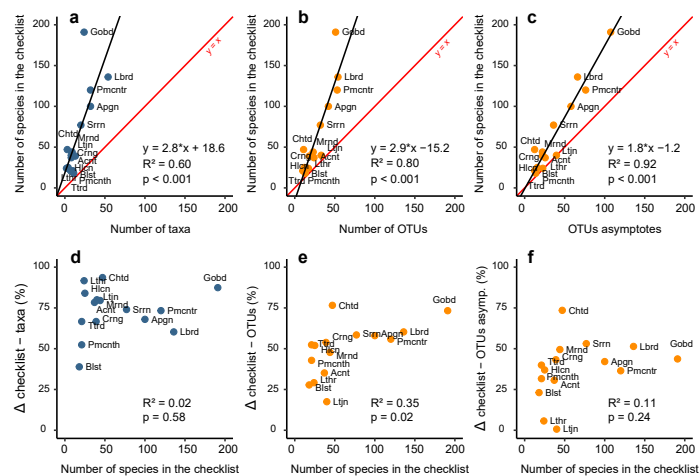 a
Number of species in the checklist
200
150
100
50
0
Gobd
y = x
Lbrd
Pmcntr
Apgn
Srrn
Chtd
Mrnd
Ltjn
Crng
Acnt
Hlcn
Lthr
Blst
Pmcnth
Ttrd
y = 2.8*x + 18.6
R² = 0.60
p < 0.001
0 50 100 150 200
Number of taxa
b
Number of species in the checklist
200
150
100
50
0
Gobd
y = x
Lbrd
Pmcntr
Apgn
Srrn
Chtd
Mrnd
Ltjn
Crng
Acnt
Hlcn
Lthr
Blst
Ttrd
Pmcnth
y = 2.9*x −15.2
R² = 0.80
p < 0.001
0 50 100 150 200
Number of OTUs
c
Number of species in the checklist
200
150
100
50
0
Gobd
y = x
Lbrd
Pmcntr
Apgn
Srrn
Chtd
Mrnd
Crng
Ltjn
Acnt
Hlcn
Lthr
Blst
Ttrd
Pmcnth
y = 1.8*x −1.2
R² = 0.92
p < 0.001
0 50 100 150 200
OTUs asymptotes
d
Δ checklist − taxa (%)
100
75
50
25
0
Lthr
Chtd
Gobd
Hlcn
Ltjn
Mrnd
Acnt
Srrn
Pmcntr
Ttrd
Crng
Apgn
Lbrd
Pmcnth
Blst
R² = 0.02
p = 0.58
0 50 100 150 200
Number of species in the checklist
e
Δ checklist − OTUs (%)
100
75
50
25
0
Chtd
Gobd
Crng
Srrn
Apgn
Lbrd
Ttrd
Hlcn
Pmcntr
Mrnd
Pmcnth
Acnt
Lthr
Blst
Ltjn
R² = 0.35
p = 0.02
0 50 100 150 200
Number of species in the checklist
f
Δ checklist − OTUs asymp. (%)
100
75
50
25
0
Chtd
Srrn
Lbrd
Mrnd
Gobd
Crng
Ttrd
Apgn
Hlcn
Pmcntr
Pmcnth
Acnt
Blst
Lthr
Ltjn
R² = 0.11
p = 0.24
0 50 100 150 200
Number of species in the checklist